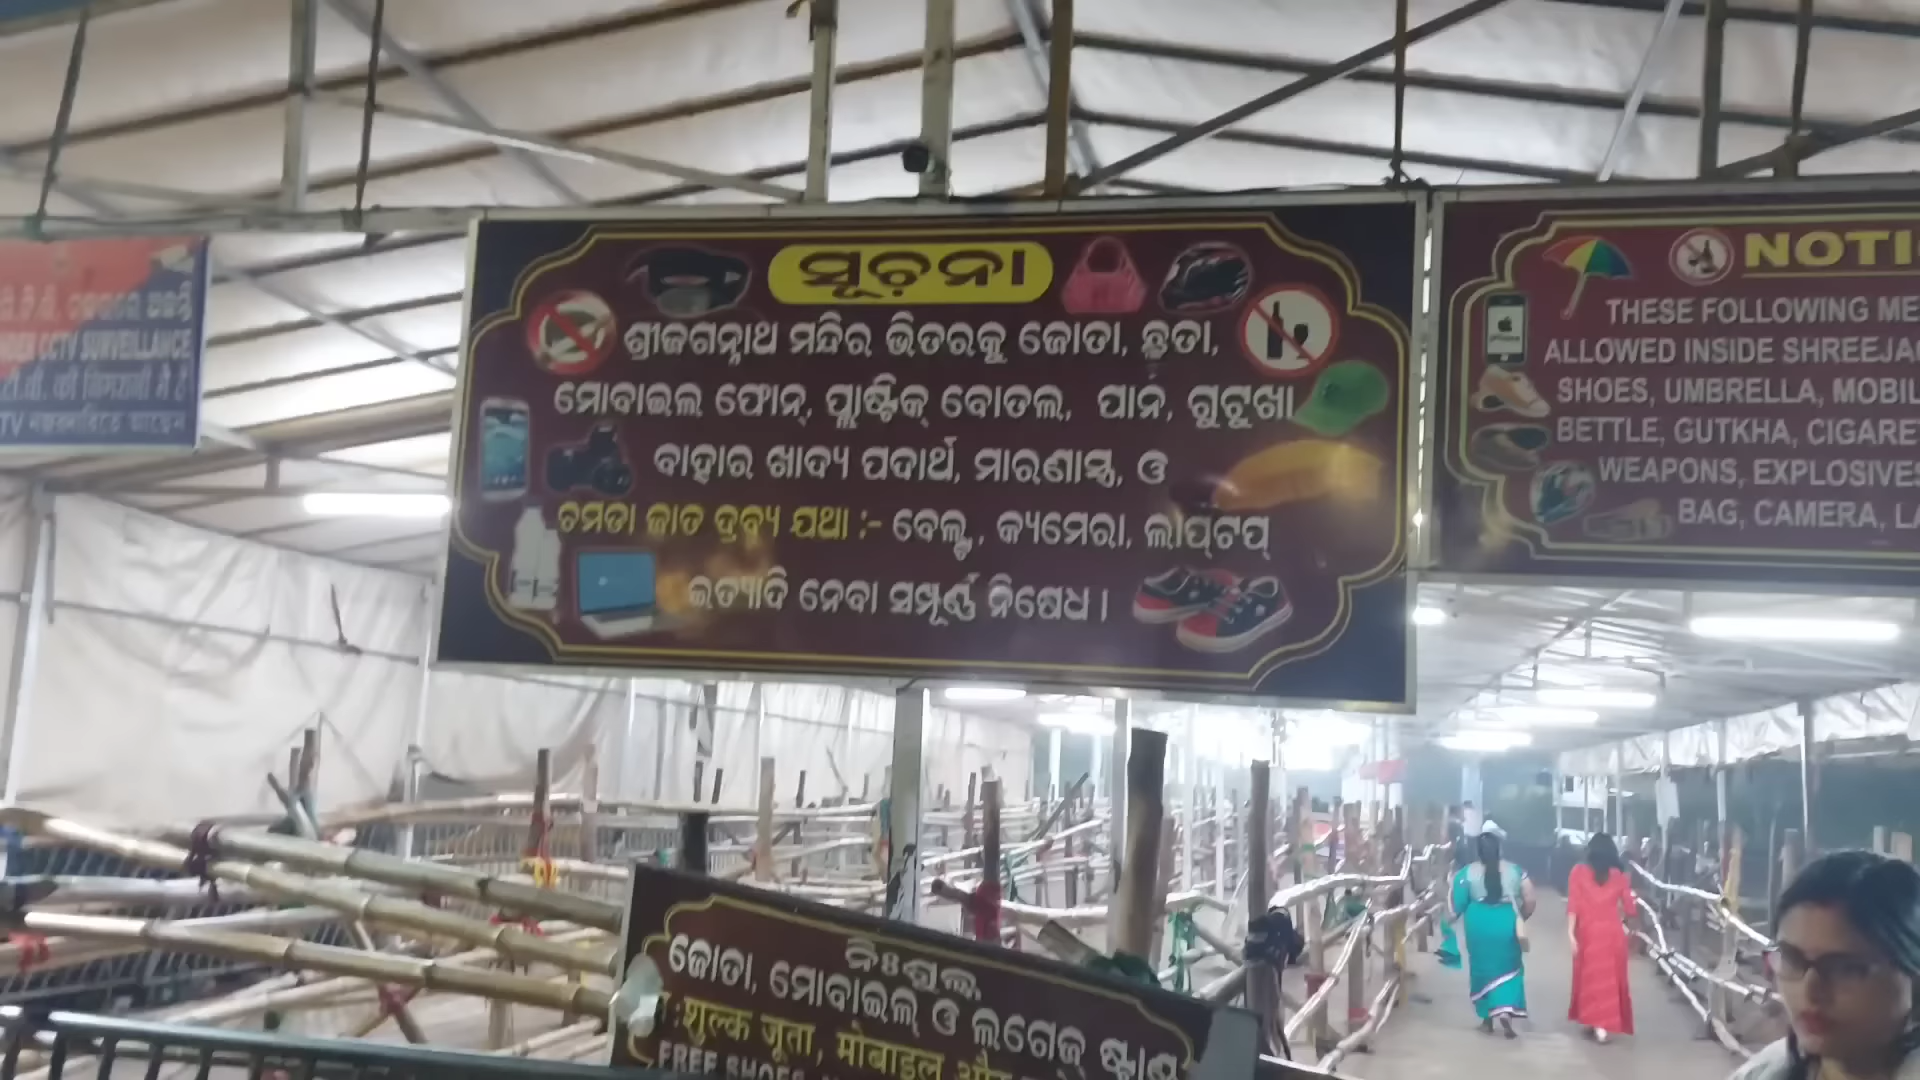 ସୂଚନା
ଶ୍ରୀଜଗନ୍ନାଥ ମନ୍ଦିର ଭିତରକୁ ଜୋତା, ଛତା,
ମୋବାଇଲ ଫୋନ୍, ପ୍ଲାଷ୍ଟିକ୍ ବୋତଲ, ପାନ, ଗୁଟୁଖା
ବାହାର ଖାଦ୍ୟ ପଦାର୍ଥ, ମାରଣାସ୍ତ୍ର, ଓ
ଚମଡା ଜାତ ଦ୍ରବ୍ୟ ଯଥା :- ବେଲ୍ଟ, କ୍ୟମେରା, ଲାପ୍‌ଟପ୍
ଇତ୍ୟାଦି ନେବା ସମ୍ପୂର୍ଣ୍ଣ ନିଷେଧ ।
NOTI
THESE FOLLOWING ME
ALLOWED INSIDE SHREEJA
SHOES, UMBRELLA, MOBIL
BETTLE, GUTKHA, CIGARE
WEAPONS, EXPLOSIVES
BAG, CAMERA, LA
CCTV SURVEILLANCE
ନିଃଶୁଳ୍କ
ଜୋତା, ମୋବାଇଲ୍ ଓ ଲଗେଜ୍ ଷ୍ଟାଣ୍ଡ
:शुल्क जूता, मोबाइल और
FREE SHOES,